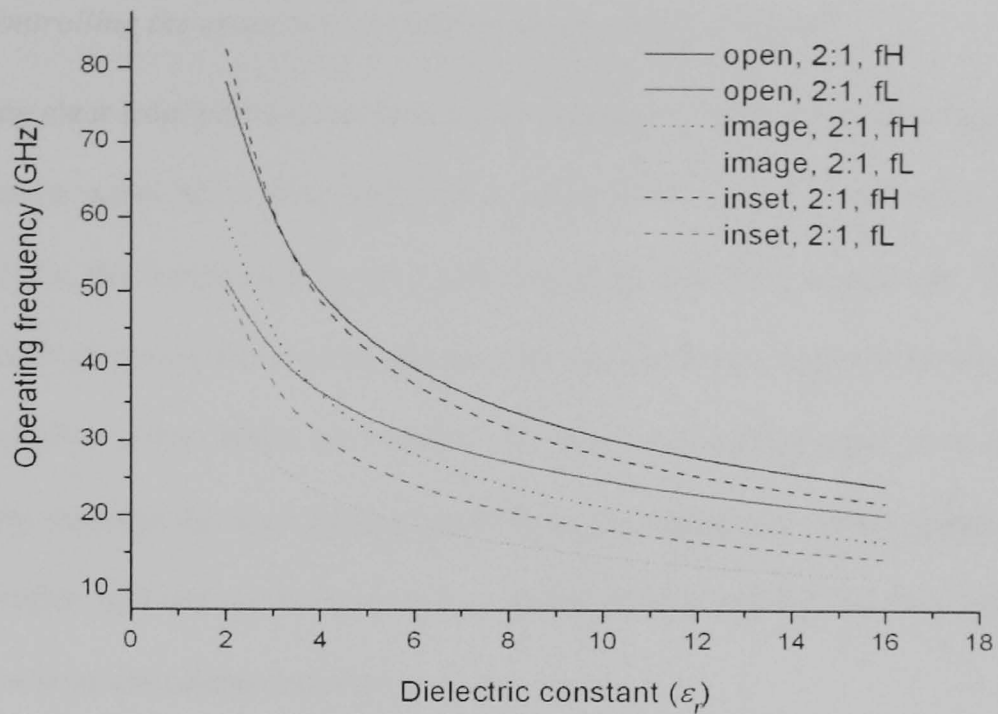 open, 2:1, fH
open, 2:1, fL
image, 2:1, fH
image, 2:1, fL
inset, 2:1, fH
inset, 2:1, fL
Operating frequency (GHz)
80
70
60
50
40
30
20
10
0 2 4 6 8 10 12 14 16 18
Dielectric constant (εr)